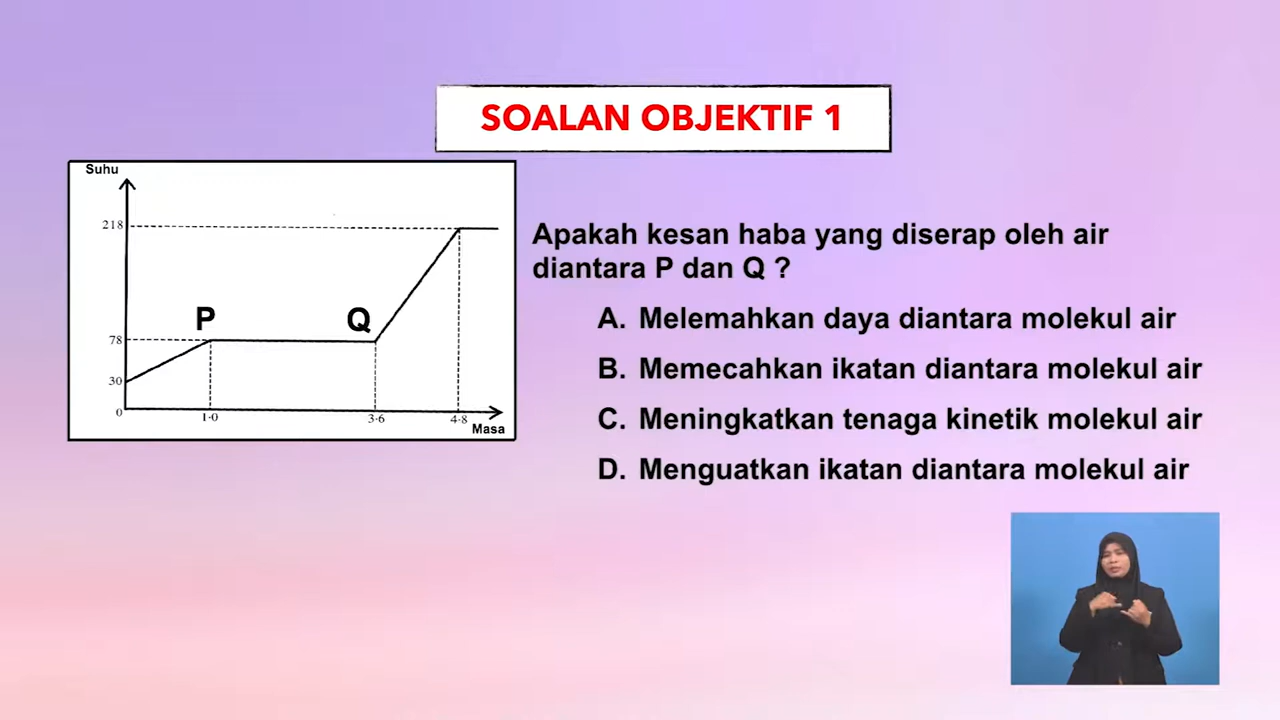 SOALAN OBJEKTIF 1
Suhu
218
P
Q
78
30
0
1·0
3·6
4·8
Masa
Apakah kesan haba yang diserap oleh air
diantara P dan Q ?
A. Melemahkan daya diantara molekul air
B. Memecahkan ikatan diantara molekul air
C. Meningkatkan tenaga kinetik molekul air
D. Menguatkan ikatan diantara molekul air